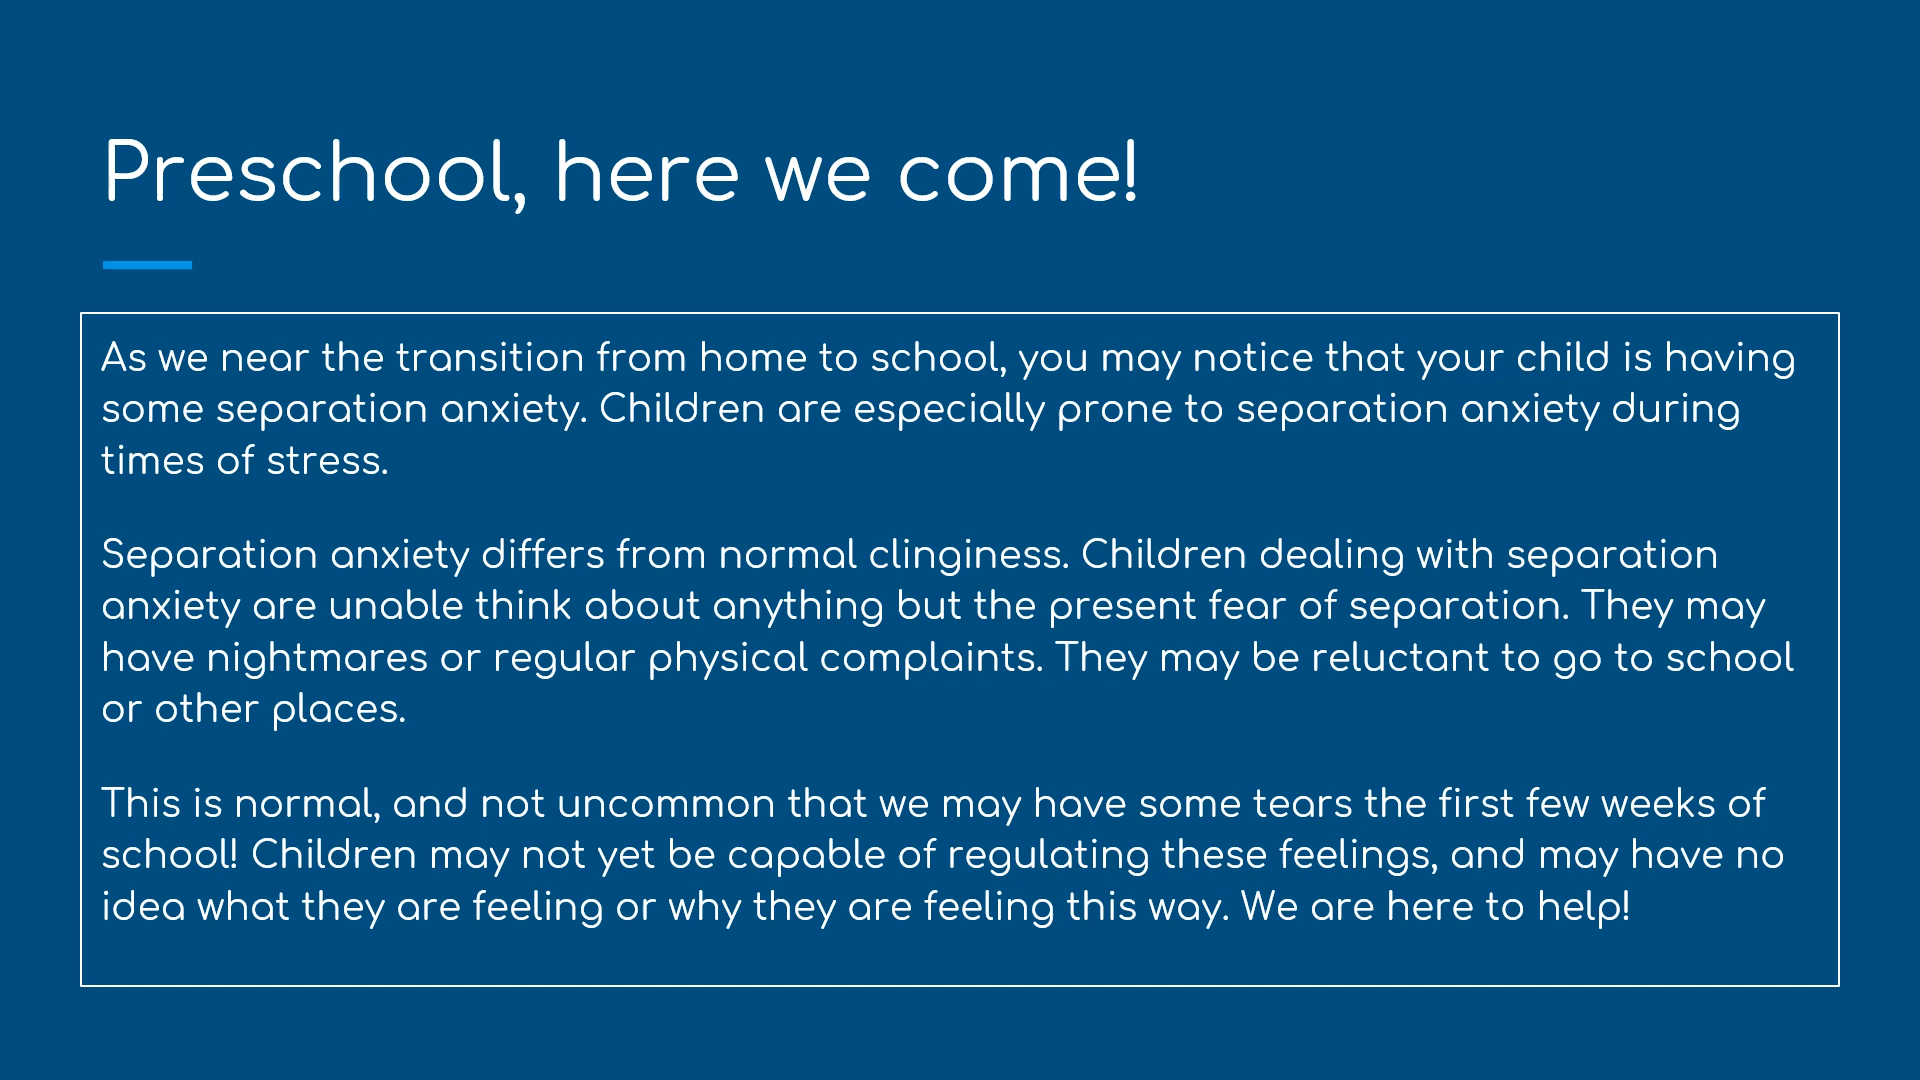 Preschool, here we come!
As we near the transition from home to school, you may notice that your child is having
some separation anxiety. Children are especially prone to separation anxiety during
times of stress.
Separation anxiety differs from normal clinginess. Children dealing with separation
anxiety are unable think about anything but the present fear of separation. They may
have nightmares or regular physical complaints. They may be reluctant to go to school
or other places.
This is normal, and not uncommon that we may have some tears the first few weeks of
school! Children may not yet be capable of regulating these feelings, and may have no
idea what they are feeling or why they are feeling this way. We are here to help!